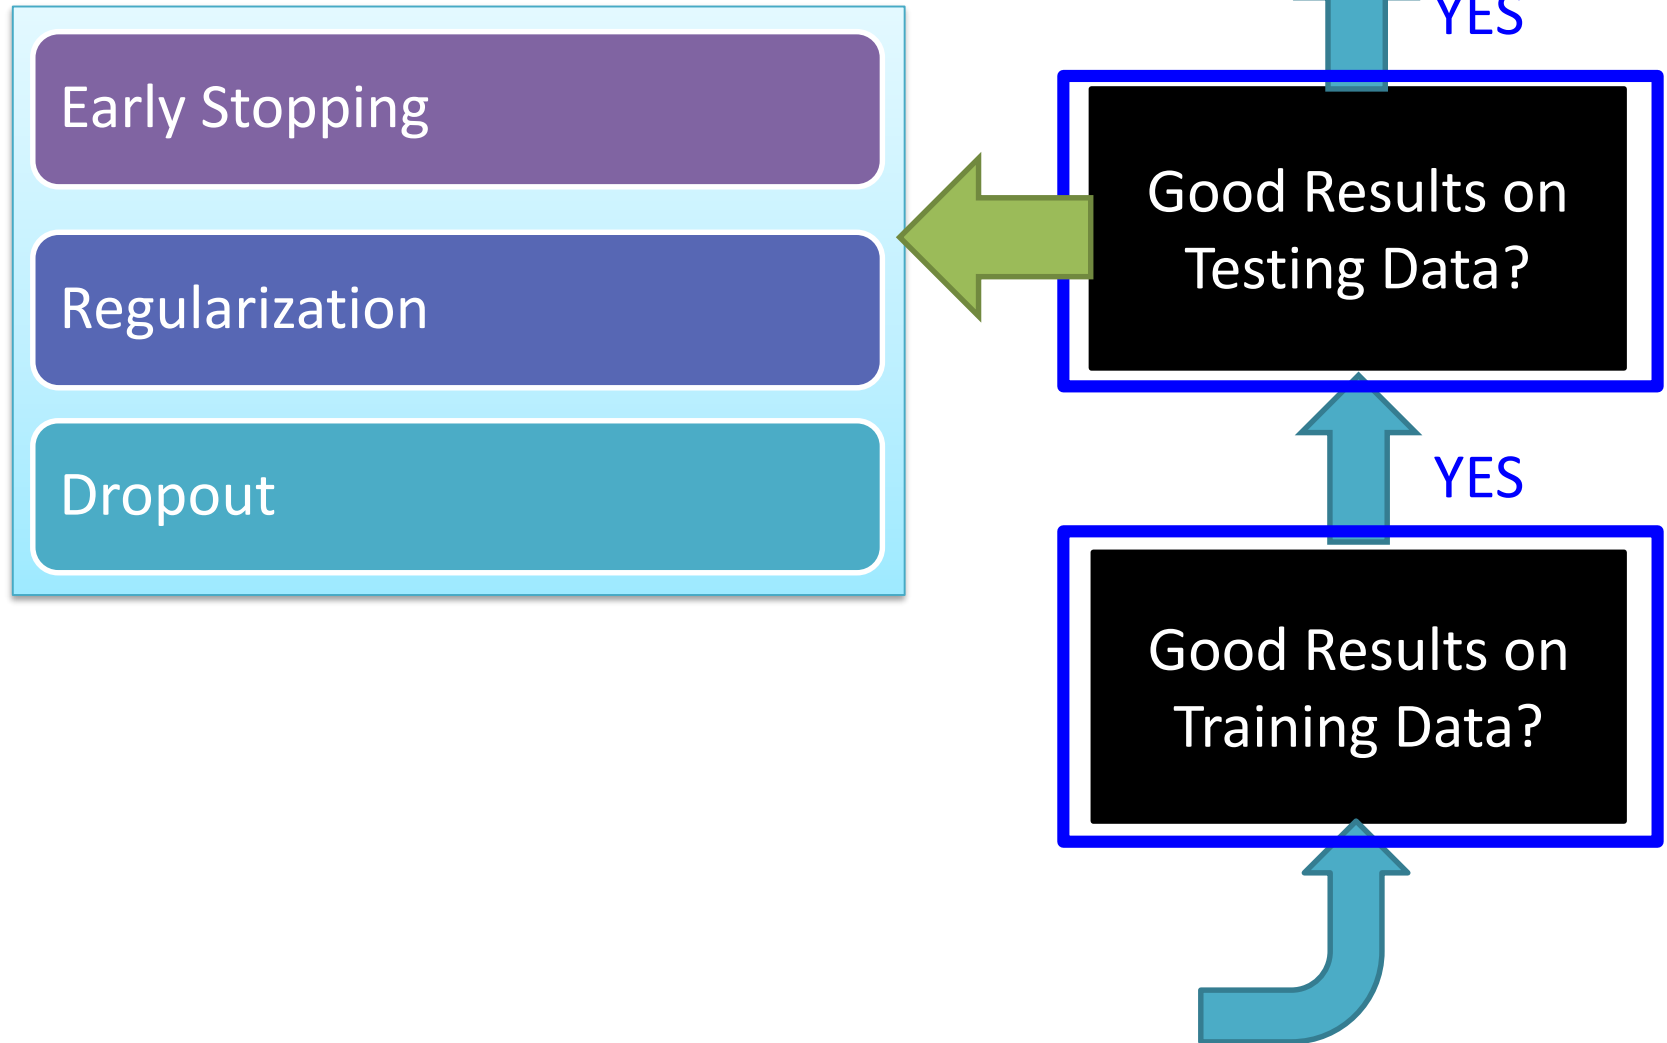 YES
Early Stopping
Good Results on
Testing Data?
Regularization
YES
Dropout
Good Results on
Training Data?